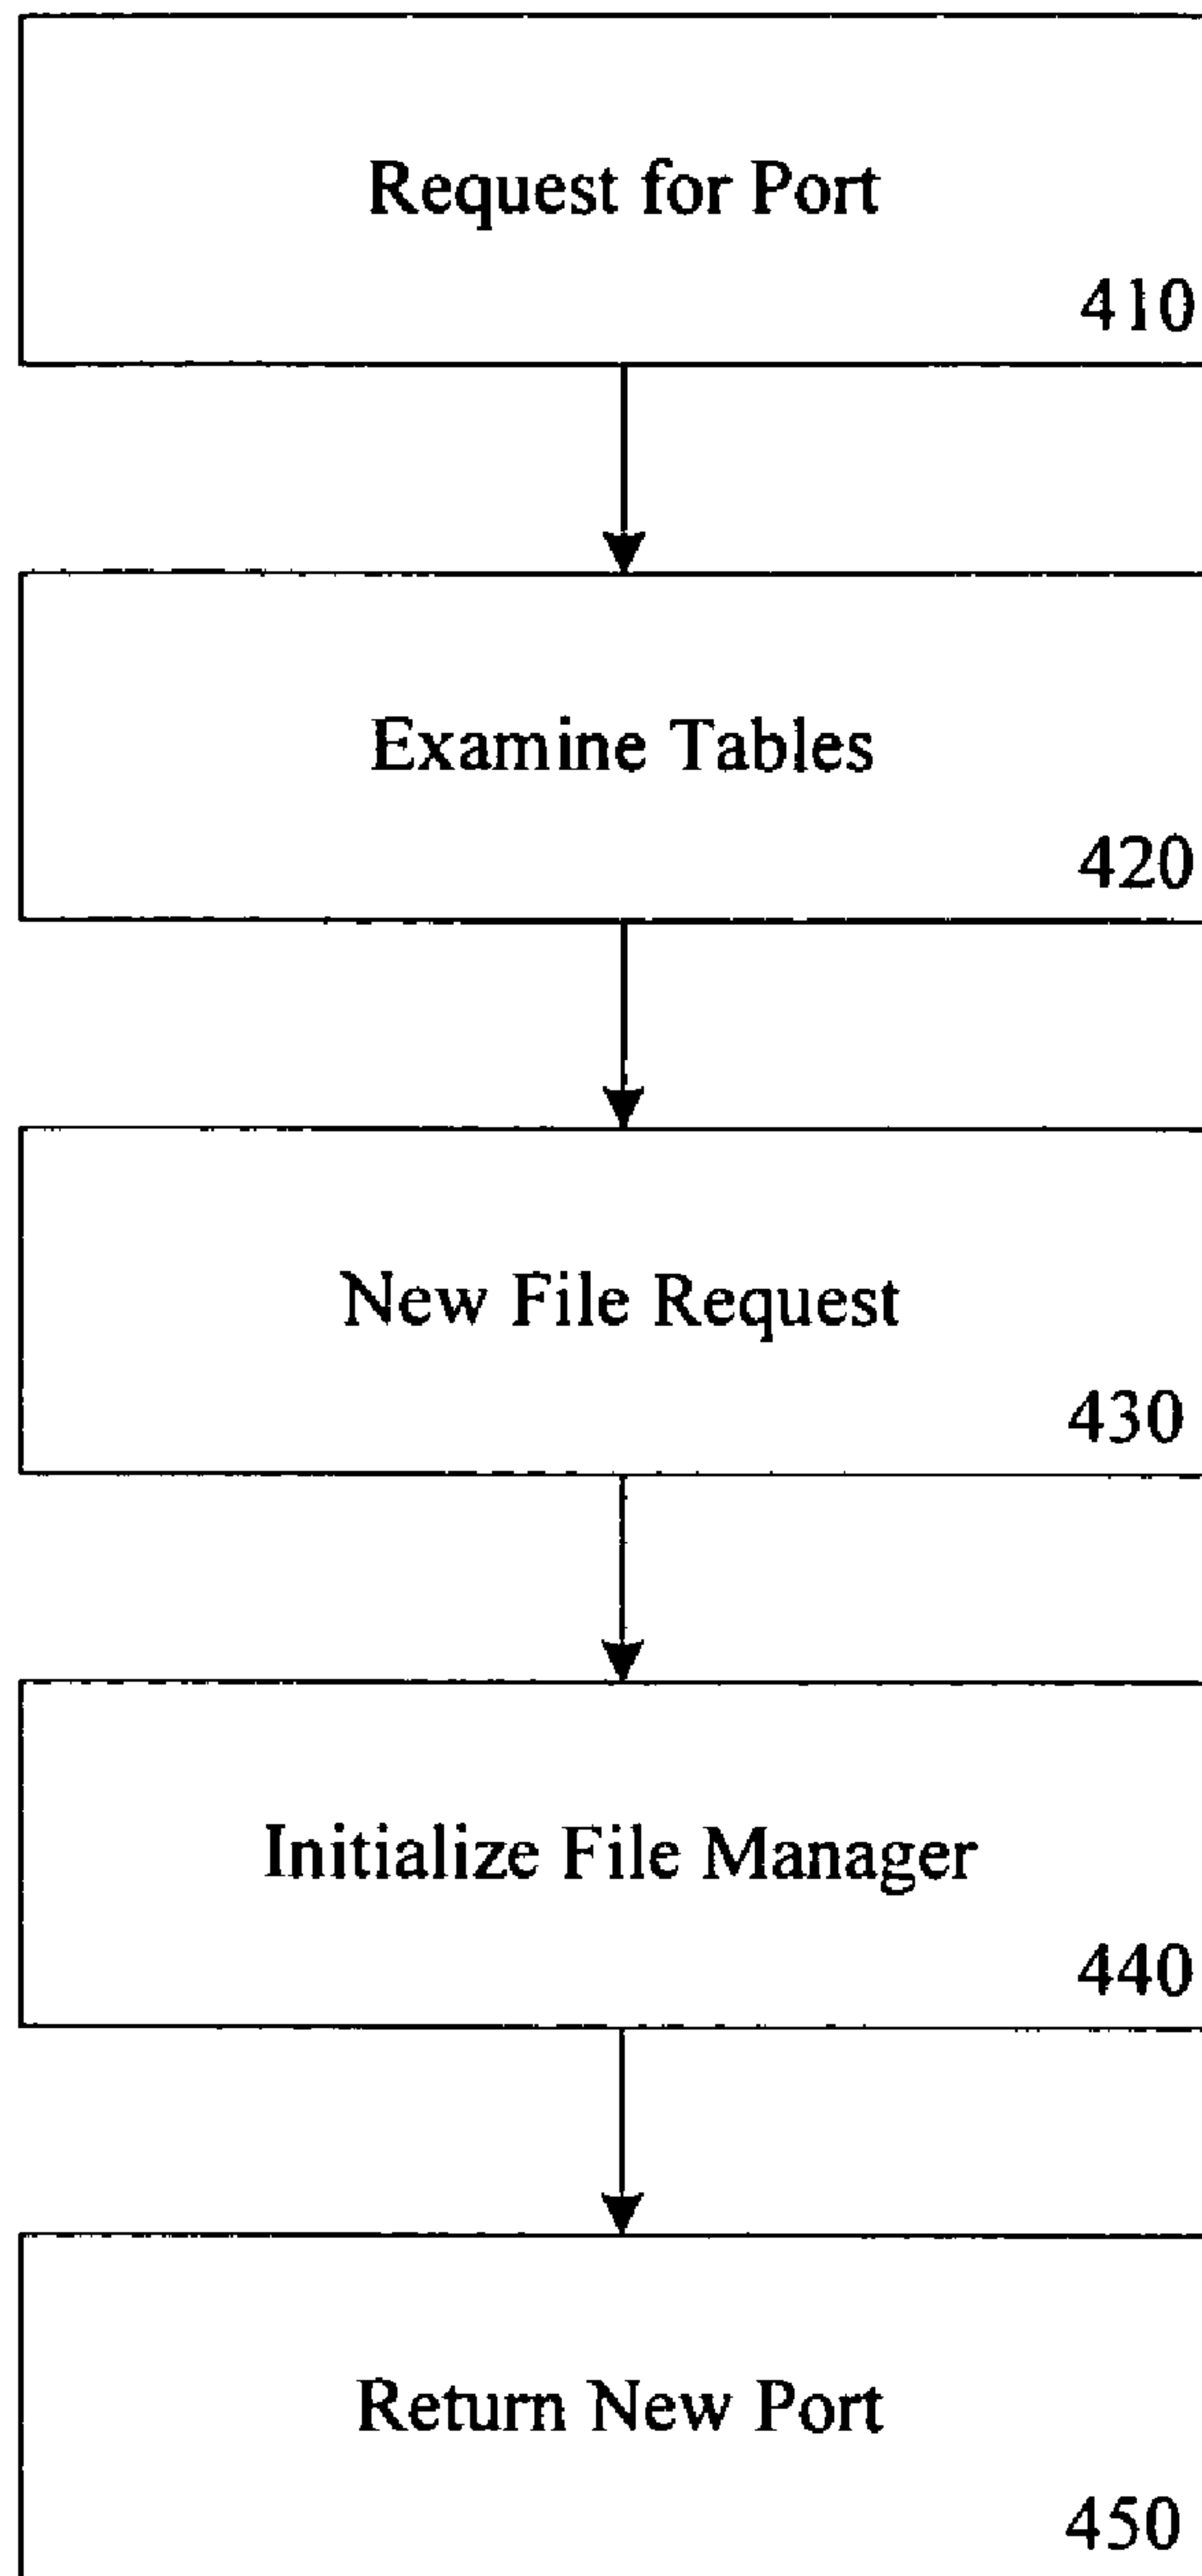 Request for Port
410
Examine Tables
420
New File Request
430
Initialize File Manager
440
Return New Port
450